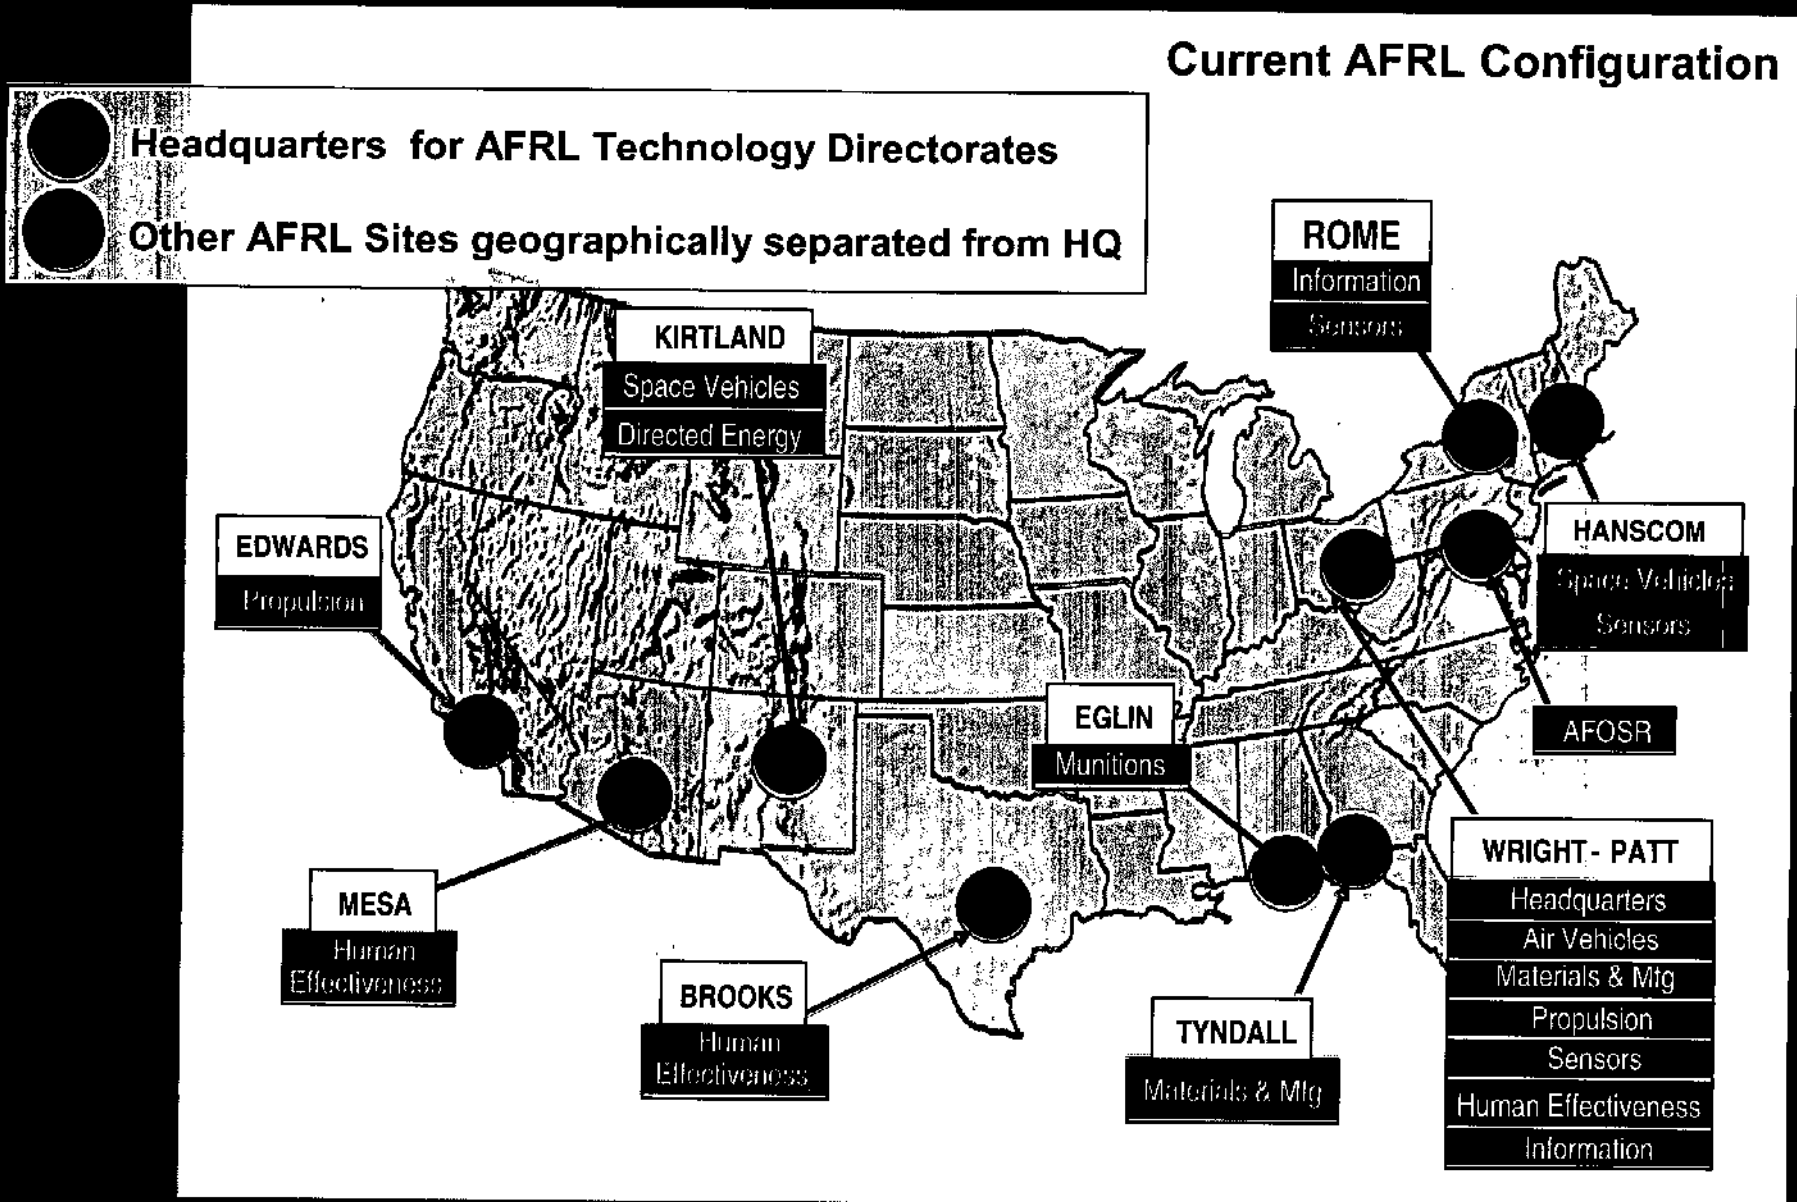 Current AFRL Configuration
Headquarters for AFRL Technology Directorates
Other AFRL Sites geographically separated from HQ
ROME
Information
Sensors
KIRTLAND
Space Vehicles
Directed Energy
EDWARDS
Propulsion
HANSCOM
Space Vehicles
Sensors
EGLIN
Munitions
AFOSR
WRIGHT - PATT
Headquarters
Air Vehicles
Materials & Mfg
Propulsion
Sensors
Human Effectiveness
Information
MESA
Human
Effectiveness
BROOKS
Human
Effectiveness
TYNDALL
Materials & Mfg